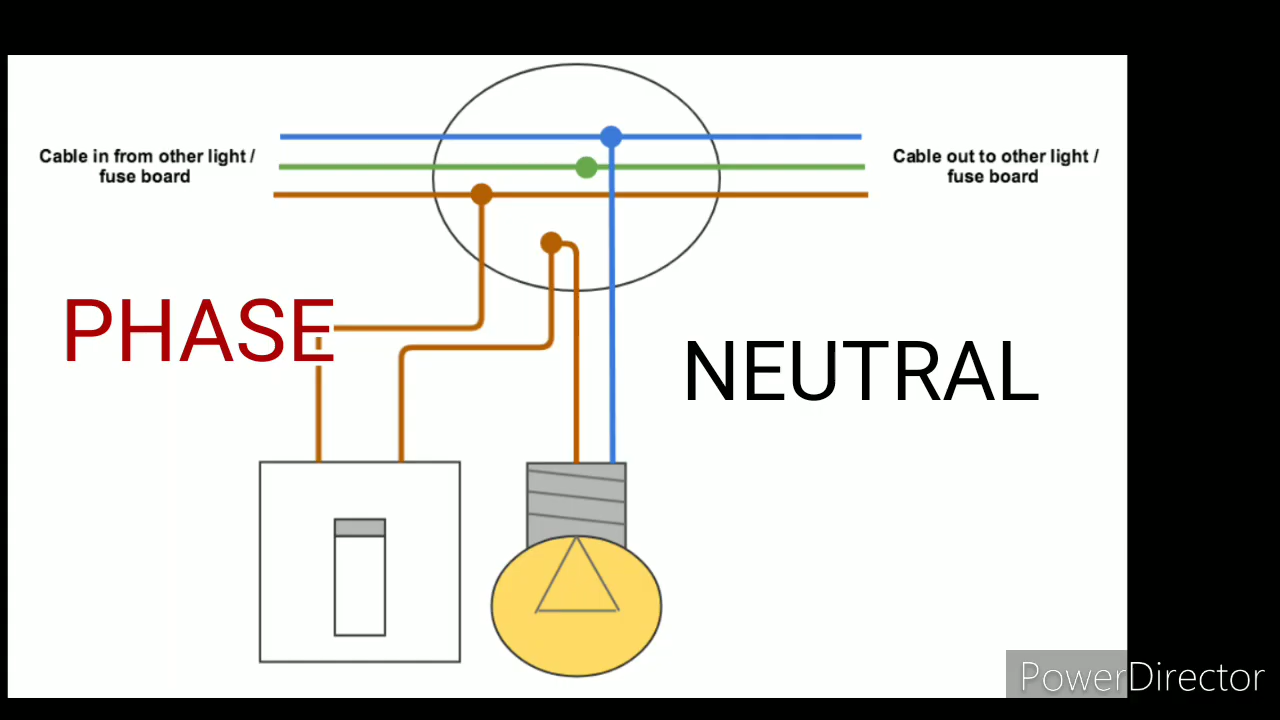 Cable in from other light /
fuse board
Cable out to other light /
fuse board
PHASE
NEUTRAL
PowerDirector